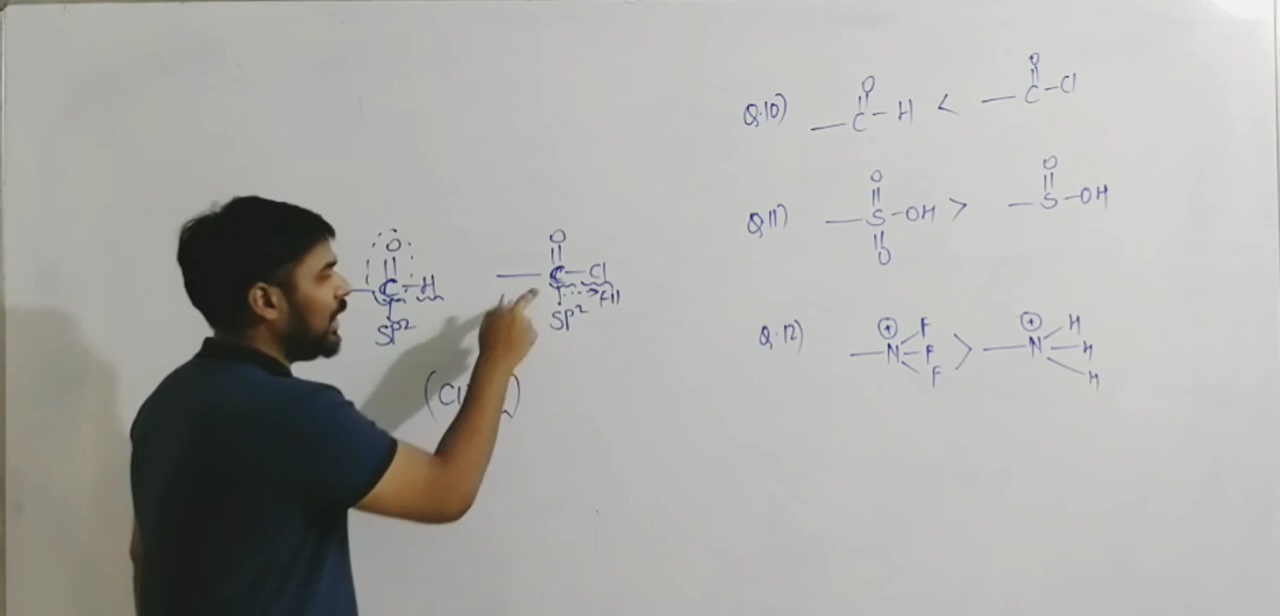 Q.10) —C(=O)–H < —C(=O)–Cl
Q.11) —S(=O)(=O)–OH > —S(=O)–OH
Q.12) —N⊕(F)(F)(F) > —N⊕(H)(H)(H)
—C(=O)–H
SP²
—C(=O)–Cl
SP²
(Cl